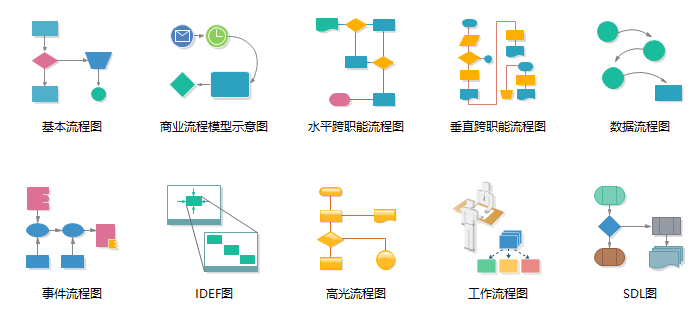 基本流程图
商业流程模型示意图
水平跨职能流程图
垂直跨职能流程图
数据流程图
事件流程图
IDEF图
高光流程图
工作流程图
SDL图